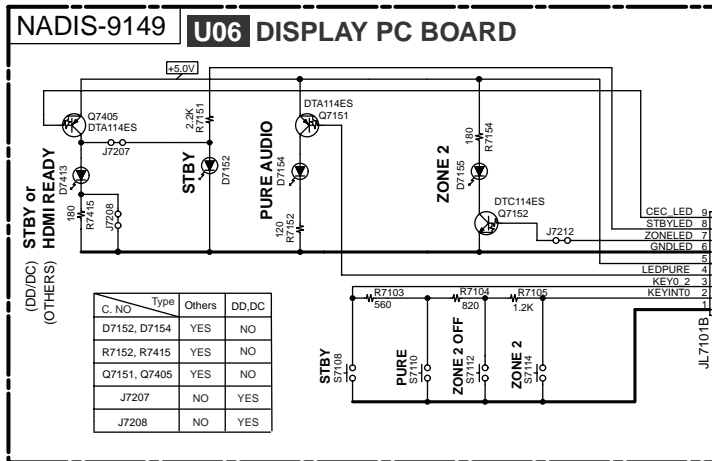 NADIS-9149
U06 DISPLAY PC BOARD
+5.0V
Q7405
DTA114ES
J7207
2.2K
R7151
DTA114ES
Q7151
180
R7154
D7413
STBY
D7152
PURE AUDIO
D7154
ZONE 2
D7155
STBY or
HDMI READY
(DD/DC)
(OTHERS)
180
R7415
J7208
120
R7152
DTC114ES
Q7152
J7212
CEC_LED 9
STBYLED 8
ZONELED 7
GNDLED 6
5
LEDPURE 4
KEY0_2 3
KEYINT0 2
1
JL7101B
R7103
560
R7104
820
R7105
1.2K
STBY
S7108
PURE
S7110
ZONE 2 OFF
S7112
ZONE 2
S7114
C. NO Type Others DD,DC
D7152, D7154 YES NO
R7152, R7415 YES NO
Q7151, Q7405 YES NO
J7207 NO YES
J7208 NO YES